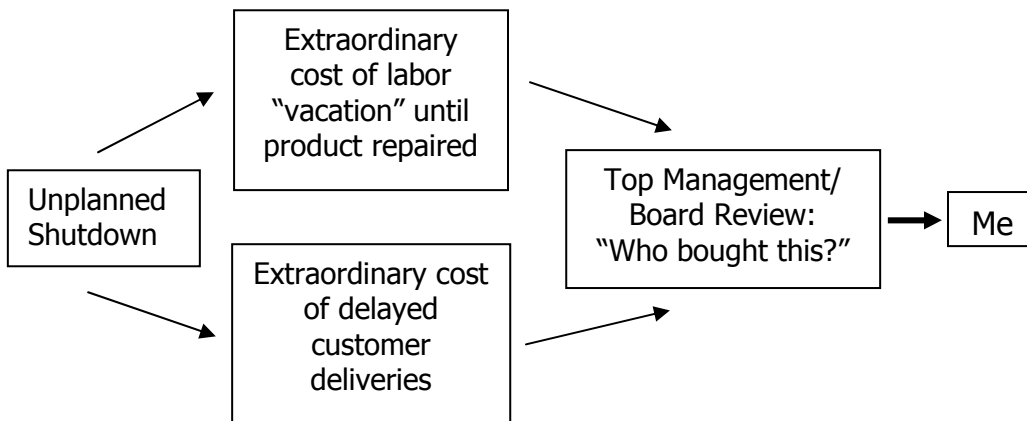 Unplanned
Shutdown
Extraordinary
cost of labor
“vacation” until
product repaired
Extraordinary cost
of delayed
customer
deliveries
Top Management/
Board Review:
“Who bought this?”
Me